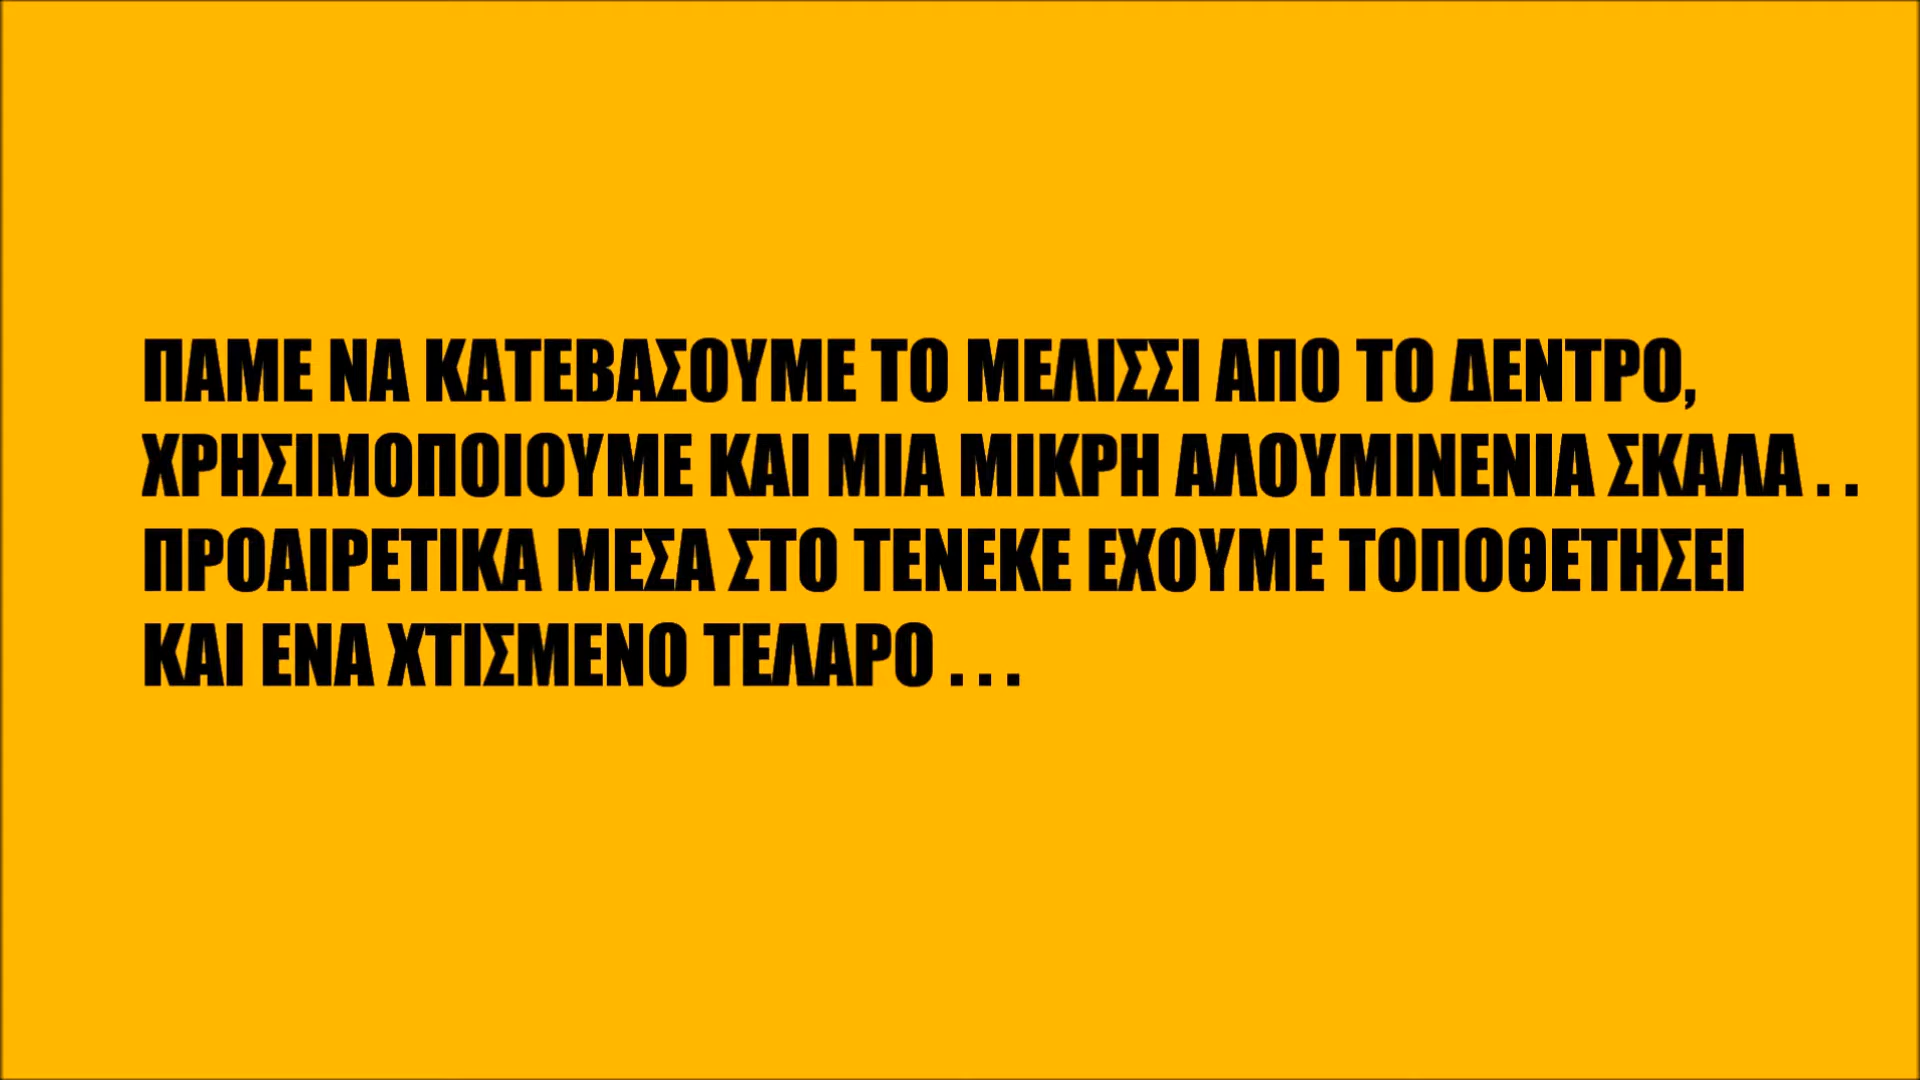 ΠΑΜΕ ΝΑ ΚΑΤΕΒΑΣΟΥΜΕ ΤΟ ΜΕΛΙΣΣΙ ΑΠΟ ΤΟ ΔΕΝΤΡΟ,
ΧΡΗΣΙΜΟΠΟΙΟΥΜΕ ΚΑΙ ΜΙΑ ΜΙΚΡΗ ΑΛΟΥΜΙΝΕΝΙΑ ΣΚΑΛΑ . .
ΠΡΟΑΙΡΕΤΙΚΑ ΜΕΣΑ ΣΤΟ ΤΕΝΕΚΕ ΕΧΟΥΜΕ ΤΟΠΟΘΕΤΗΣΕΙ
ΚΑΙ ΕΝΑ ΧΤΙΣΜΕΝΟ ΤΕΛΑΡΟ . . .